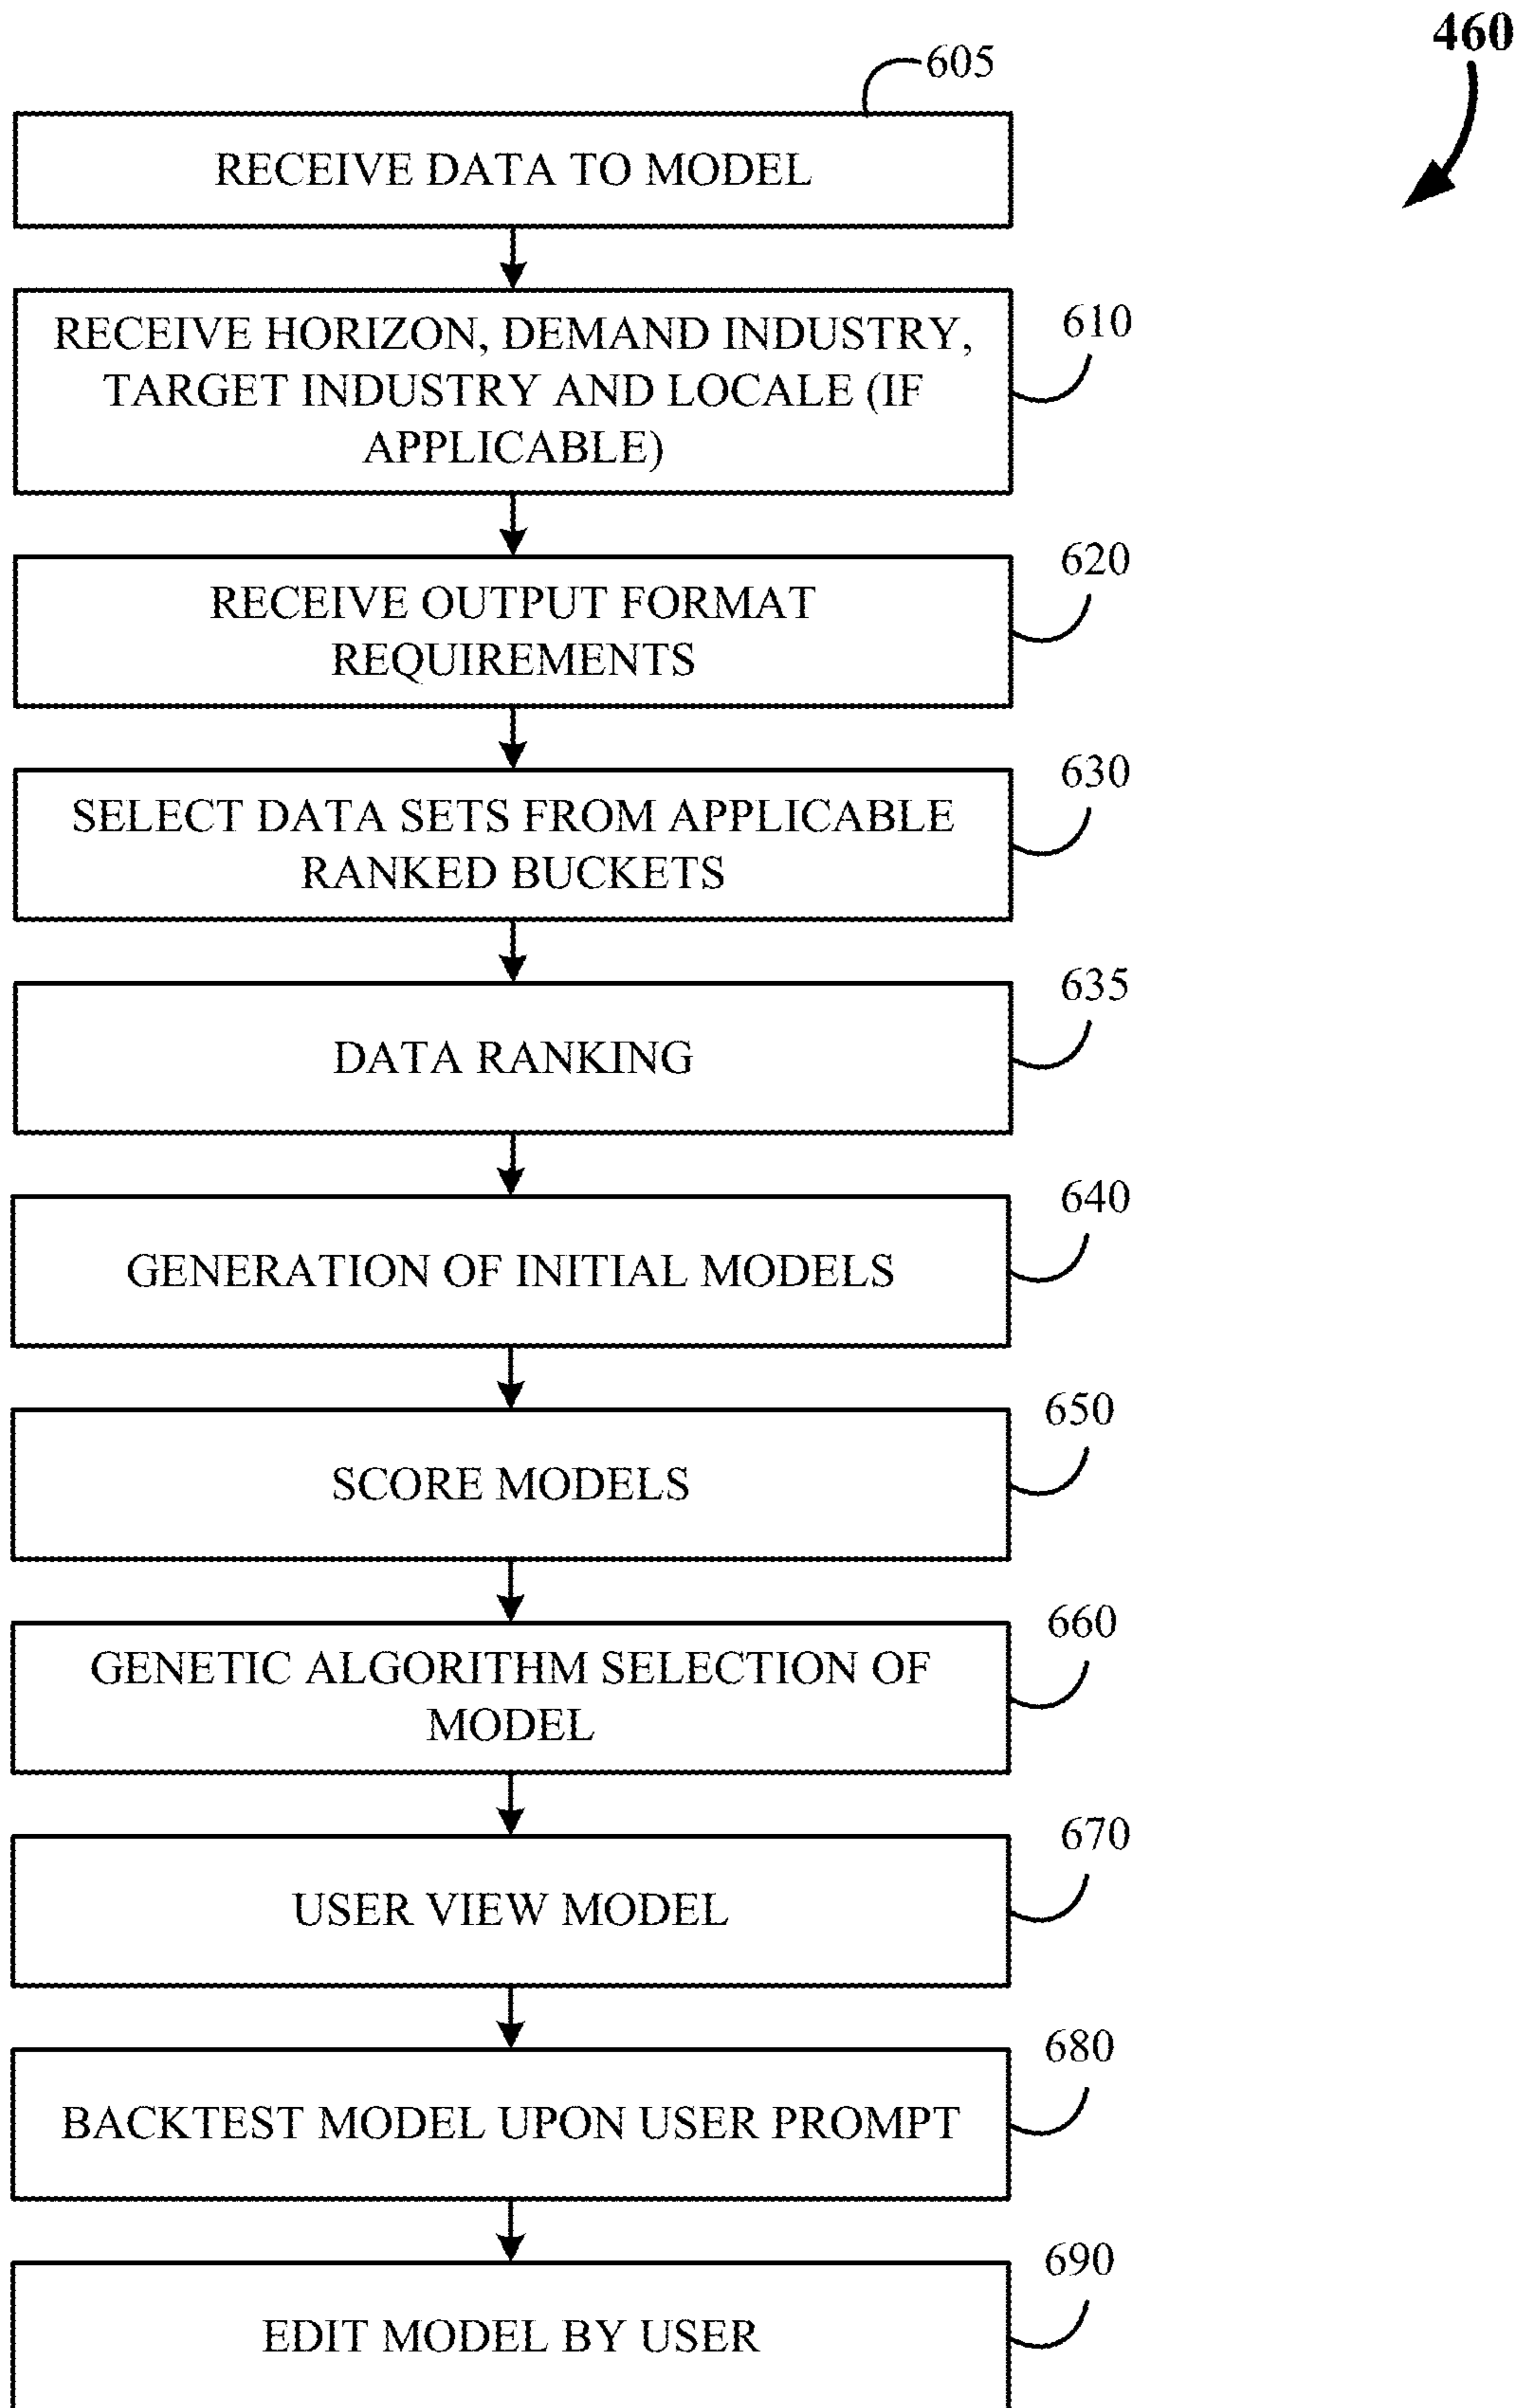 460
605
RECEIVE DATA TO MODEL
RECEIVE HORIZON, DEMAND INDUSTRY,
TARGET INDUSTRY AND LOCALE (IF
APPLICABLE)
610
RECEIVE OUTPUT FORMAT
REQUIREMENTS
620
SELECT DATA SETS FROM APPLICABLE
RANKED BUCKETS
630
DATA RANKING
635
GENERATION OF INITIAL MODELS
640
SCORE MODELS
650
GENETIC ALGORITHM SELECTION OF
MODEL
660
USER VIEW MODEL
670
BACKTEST MODEL UPON USER PROMPT
680
EDIT MODEL BY USER
690